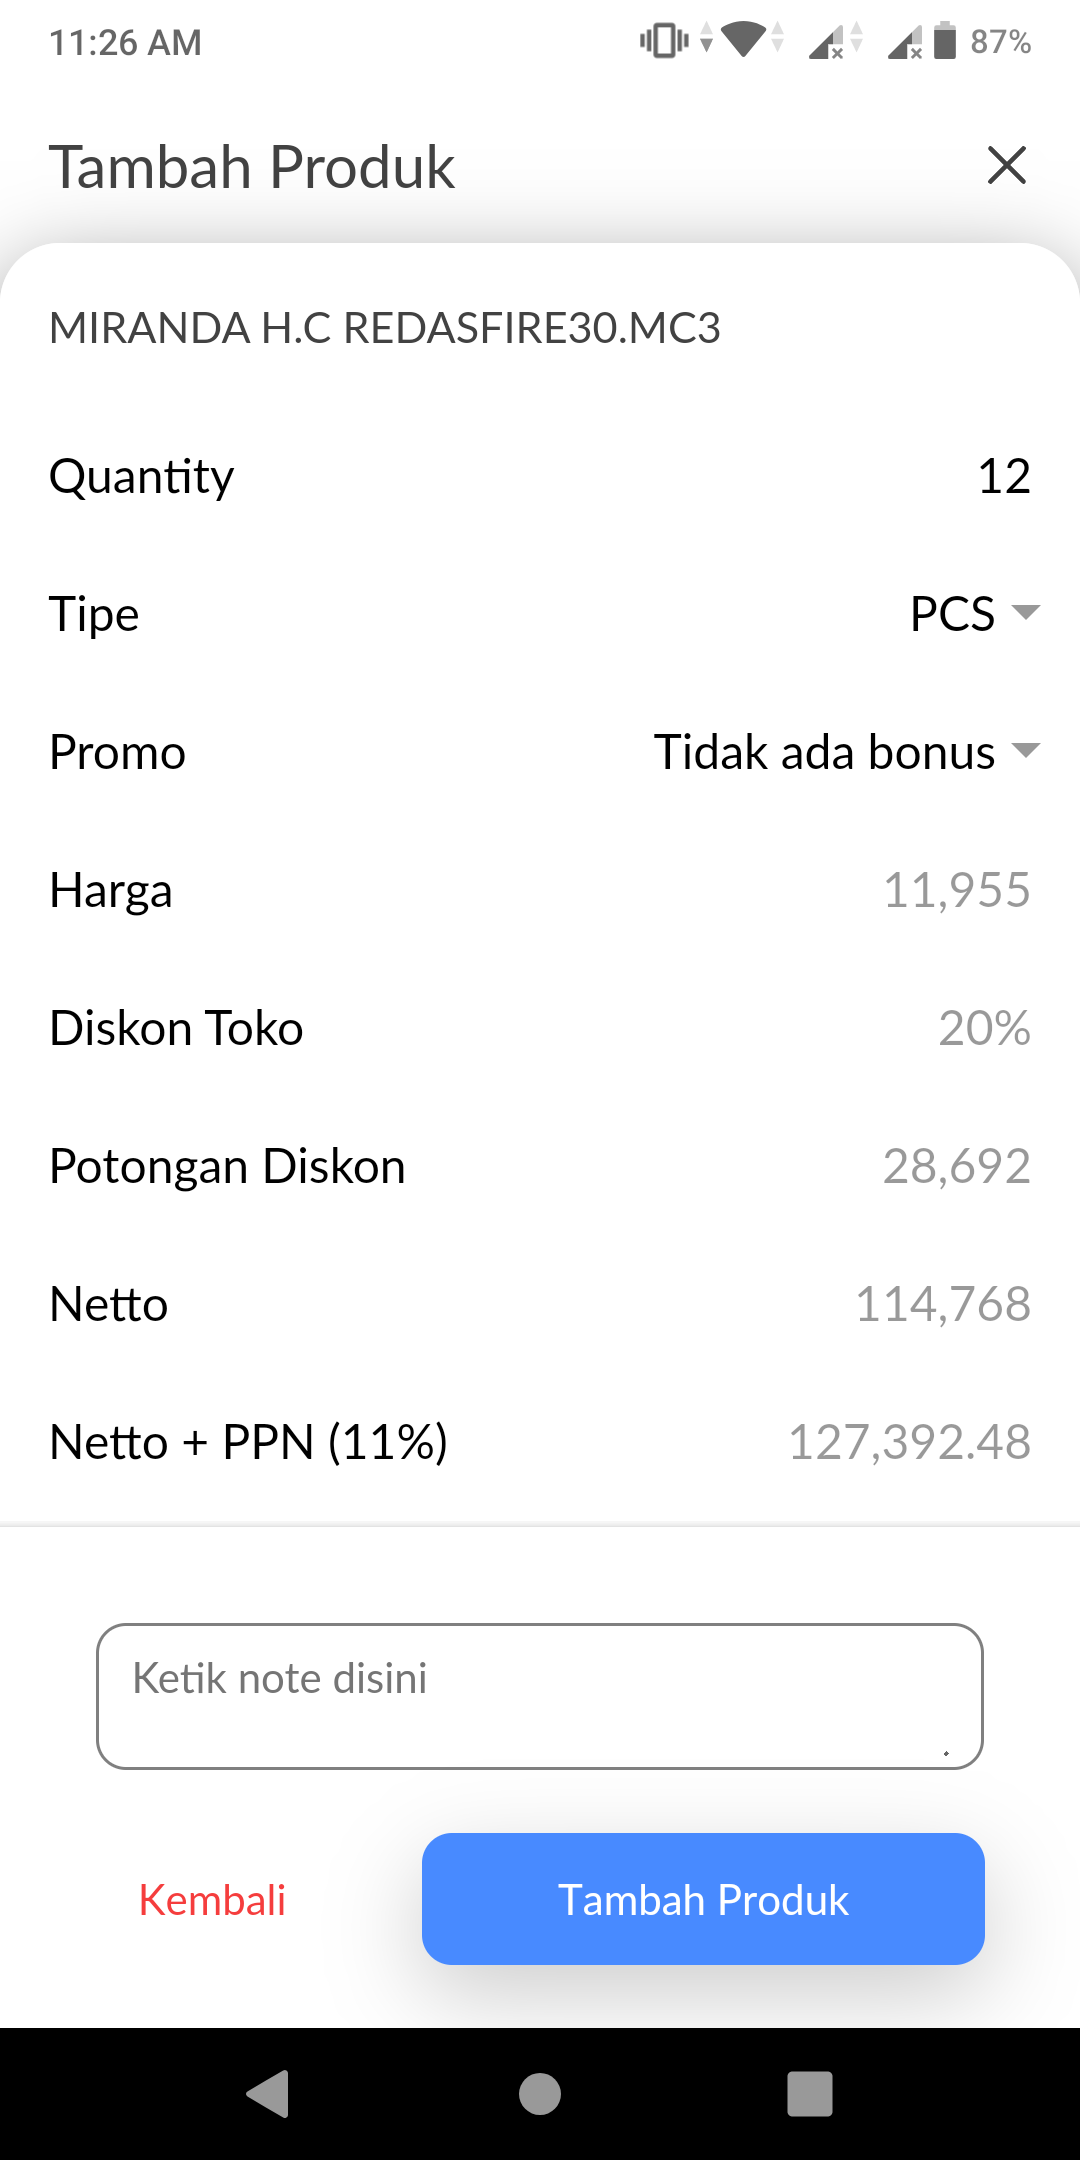 11:26 AM
87%
Tambah Produk
MIRANDA H.C REDASFIRE30.MC3
Quantity 12
Tipe PCS
Promo Tidak ada bonus
Harga 11,955
Diskon Toko 20%
Potongan Diskon 28,692
Netto 114,768
Netto + PPN (11%) 127,392.48
Ketik note disini
Kembali Tambah Produk